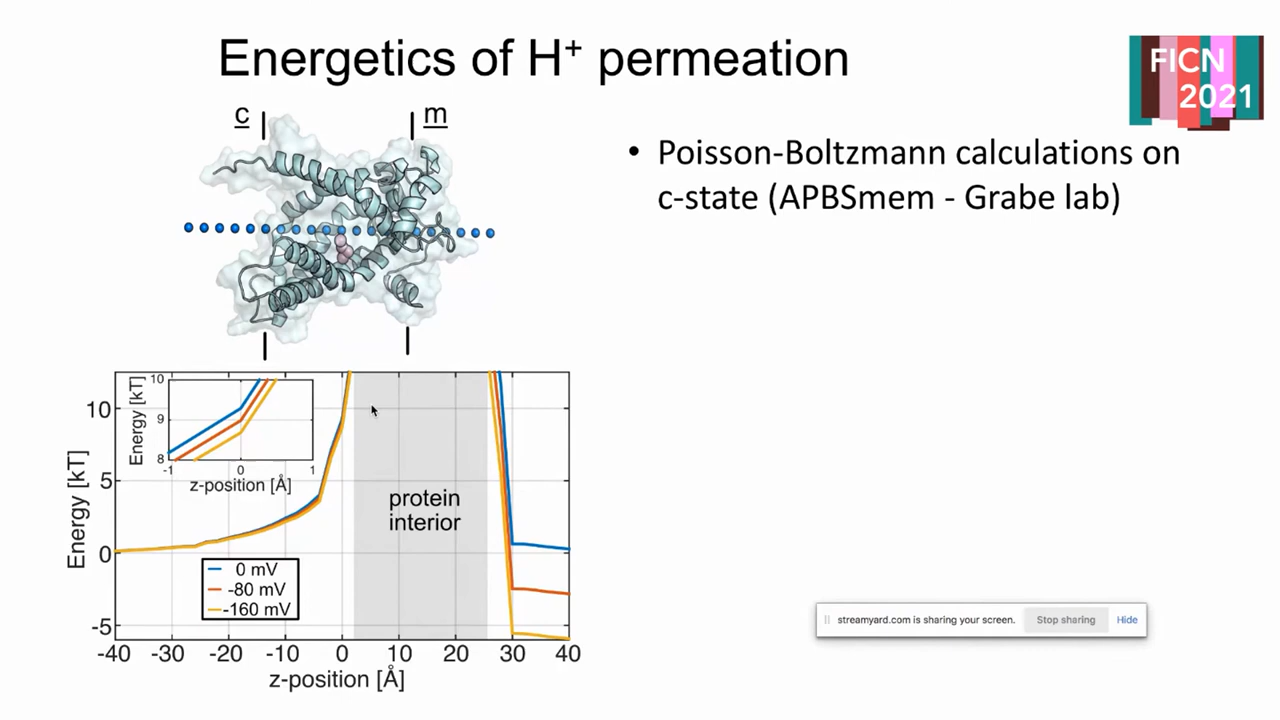 Energetics of H⁺ permeation
FICN
2021
c
m
• Poisson-Boltzmann calculations on
c-state (APBSmem - Grabe lab)
10
9
8
Energy [kT]
-1
0
1
z-position [Å]
10
5
0
-5
Energy [kT]
protein
interior
0 mV
-80 mV
-160 mV
-40
-30
-20
-10
0
10
20
30
40
z-position [Å]
streamyard.com is sharing your screen.
Stop sharing
Hide